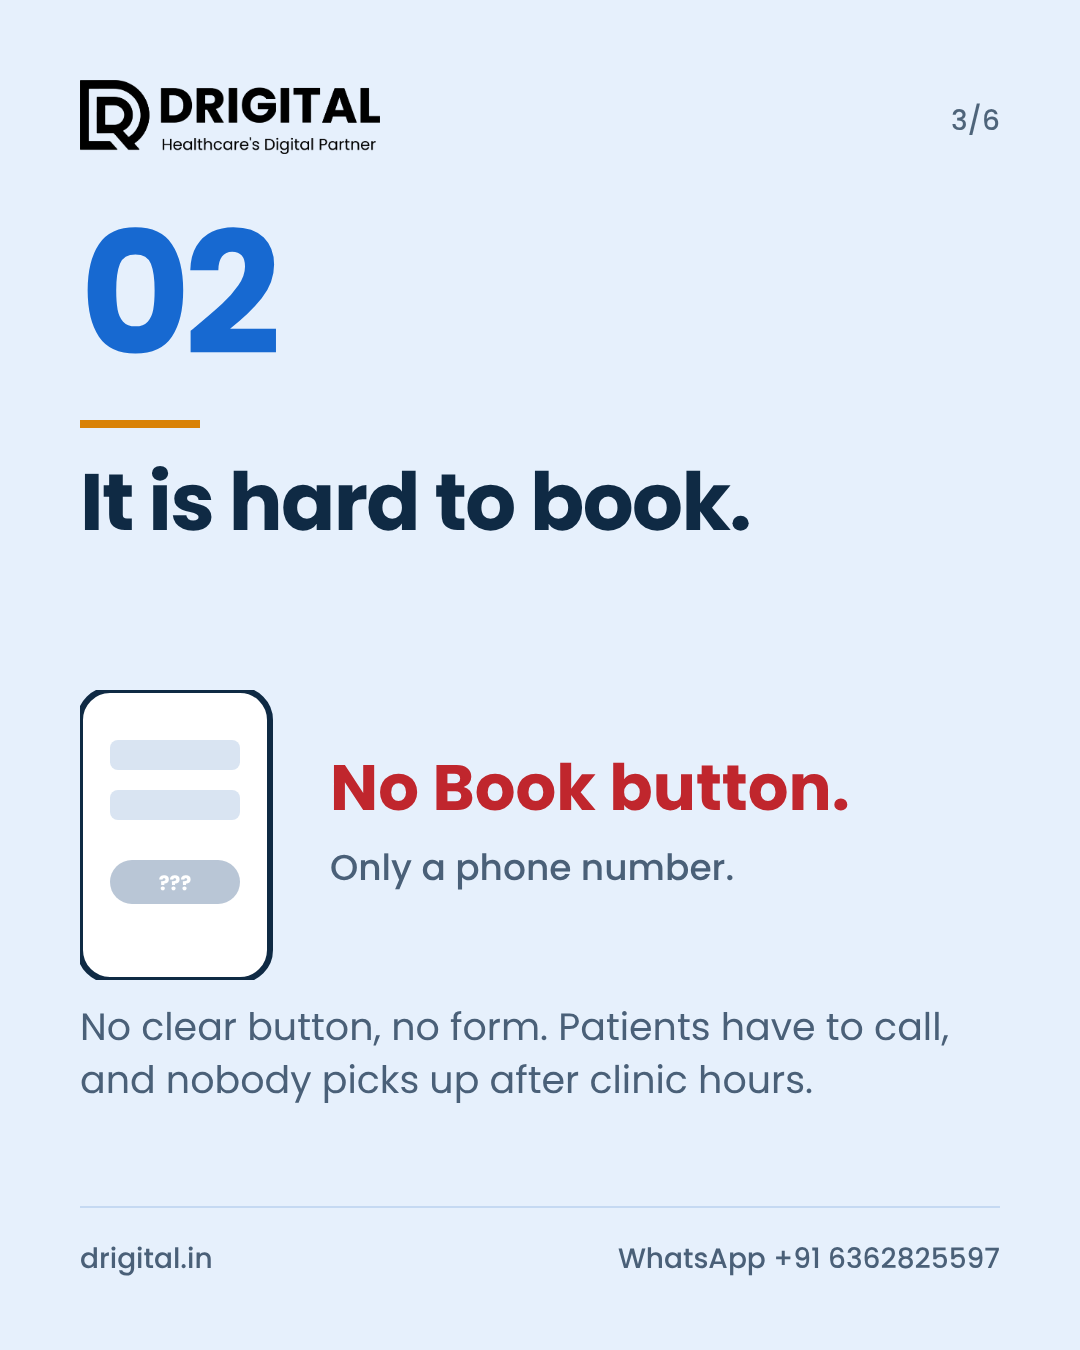 DRIGITAL
Healthcare's Digital Partner
3/6
02
It is hard to book.
???
No Book button.
Only a phone number.
No clear button, no form. Patients have to call,
and nobody picks up after clinic hours.
drigital.in
WhatsApp +91 6362825597